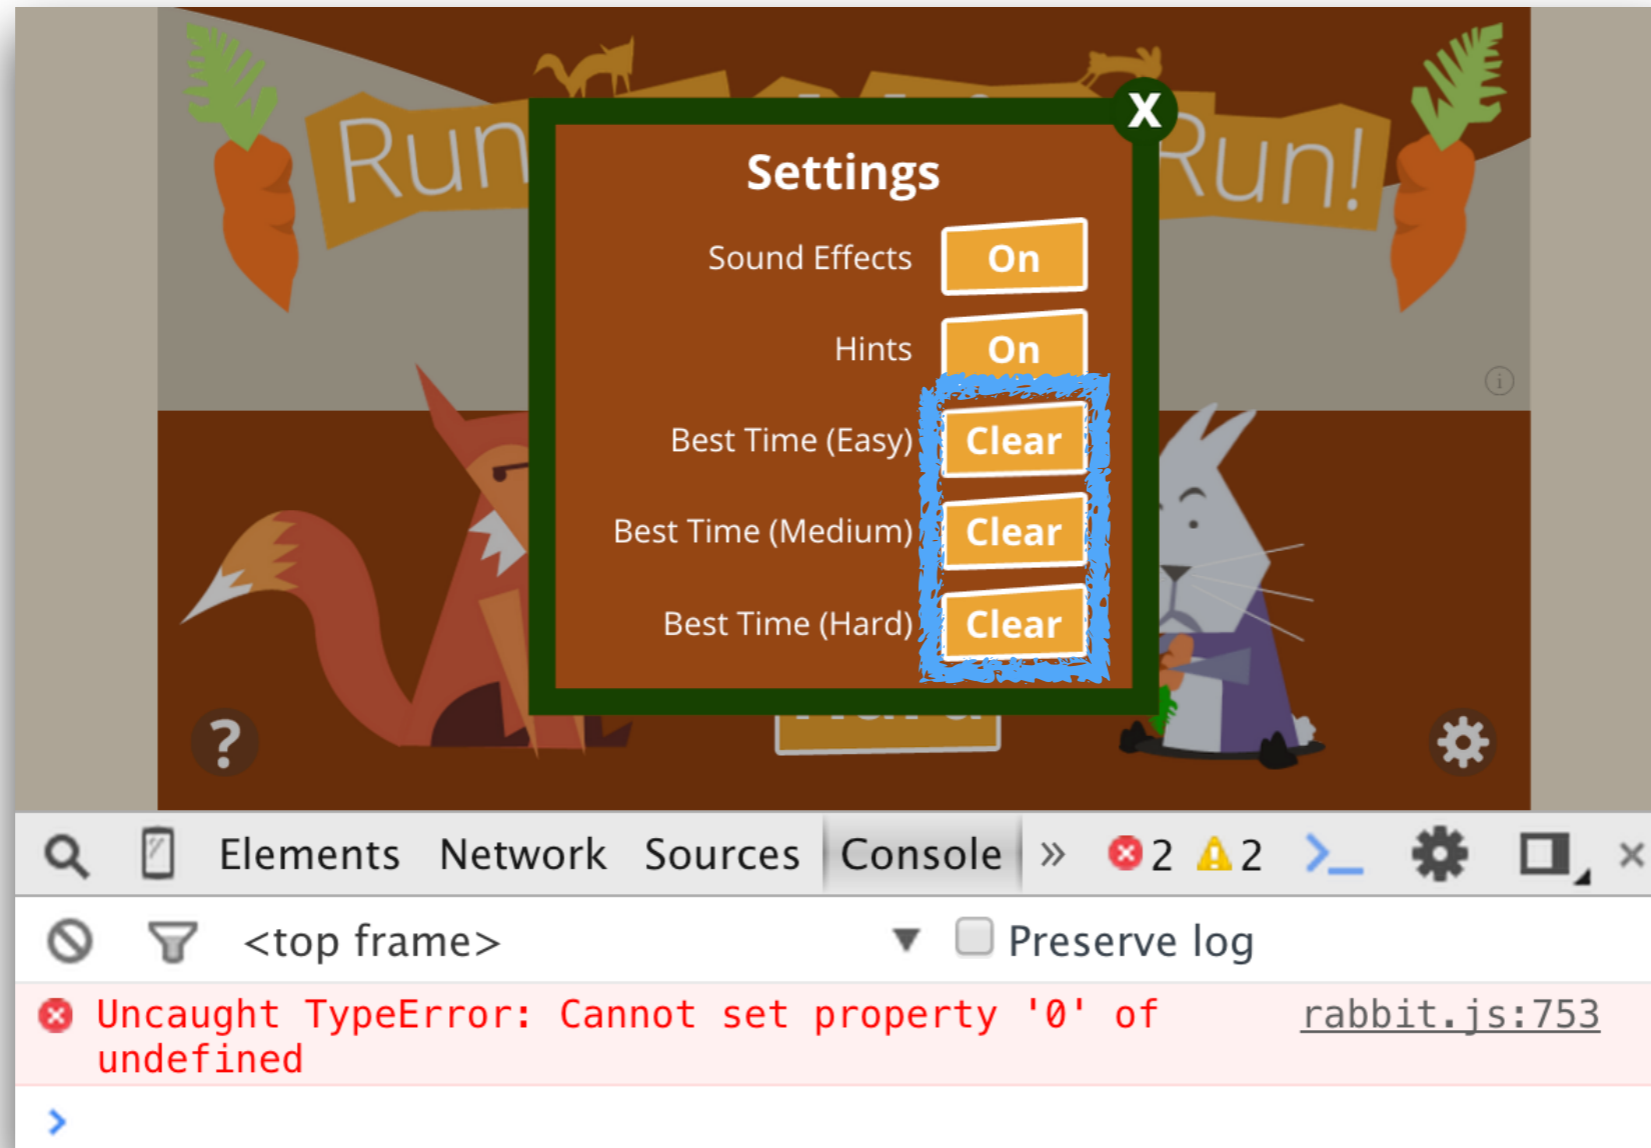 Run
Run!
X
Settings
Sound Effects On
Hints On
Best Time (Easy) Clear
Best Time (Medium) Clear
Best Time (Hard) Clear
i
?
Elements Network Sources Console » 2 2
<top frame> Preserve log
Uncaught TypeError: Cannot set property '0' of rabbit.js:753
undefined